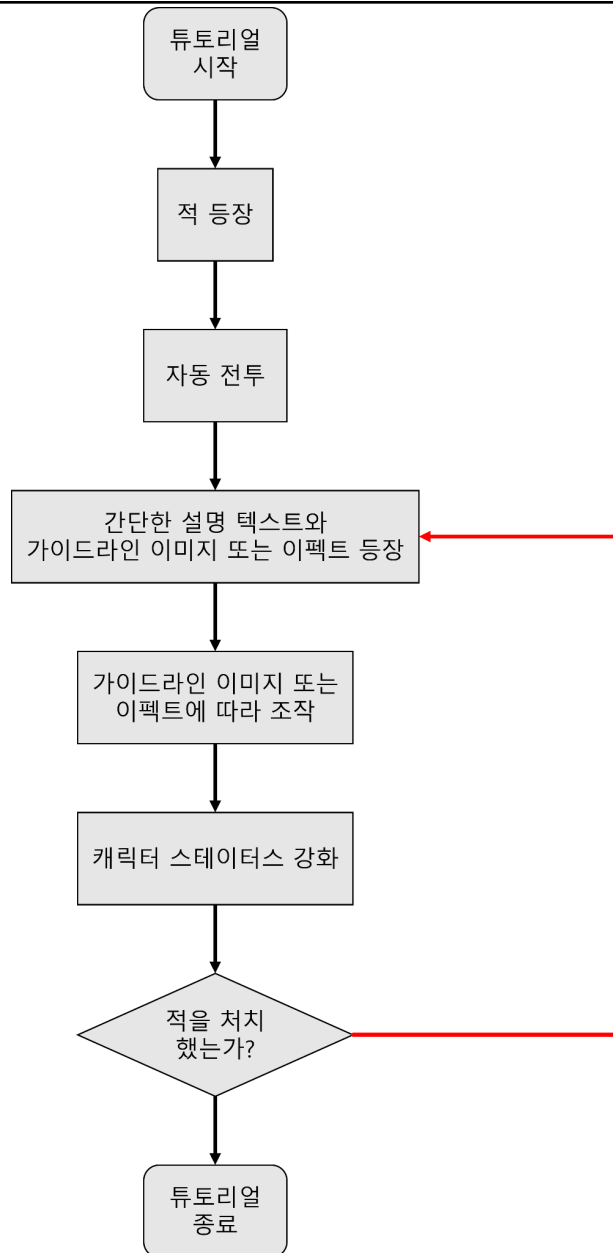 튜토리얼
시작
적 등장
자동 전투
간단한 설명 텍스트와
가이드라인 이미지 또는 이펙트 등장
가이드라인 이미지 또는
이펙트에 따라 조작
캐릭터 스테이터스 강화
적을 처치
했는가?
튜토리얼
종료